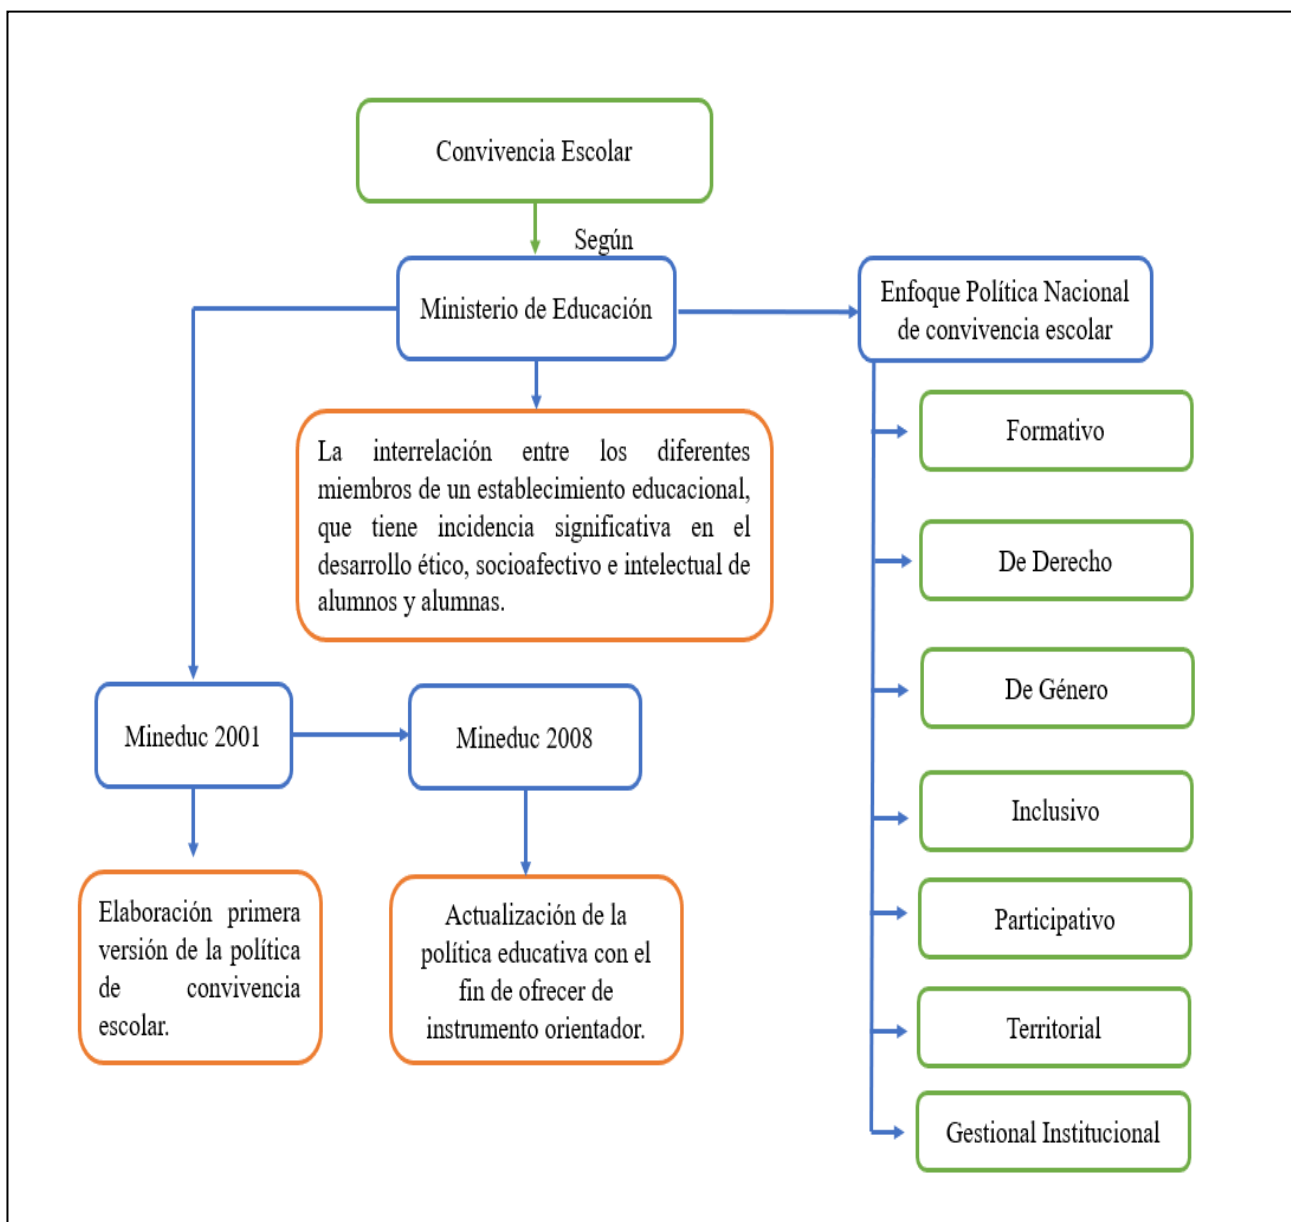 Convivencia Escolar
Según
Ministerio de Educación
Enfoque Política Nacional
de convivencia escolar
La interrelación entre los diferentes
miembros de un establecimiento educacional,
que tiene incidencia significativa en el
desarrollo ético, socioafectivo e intelectual de
alumnos y alumnas.
Formativo
De Derecho
De Género
Inclusivo
Participativo
Territorial
Gestional Institucional
Mineduc 2001
Mineduc 2008
Elaboración primera
versión de la política
de convivencia
escolar.
Actualización de la
política educativa con el
fin de ofrecer de
instrumento orientador.